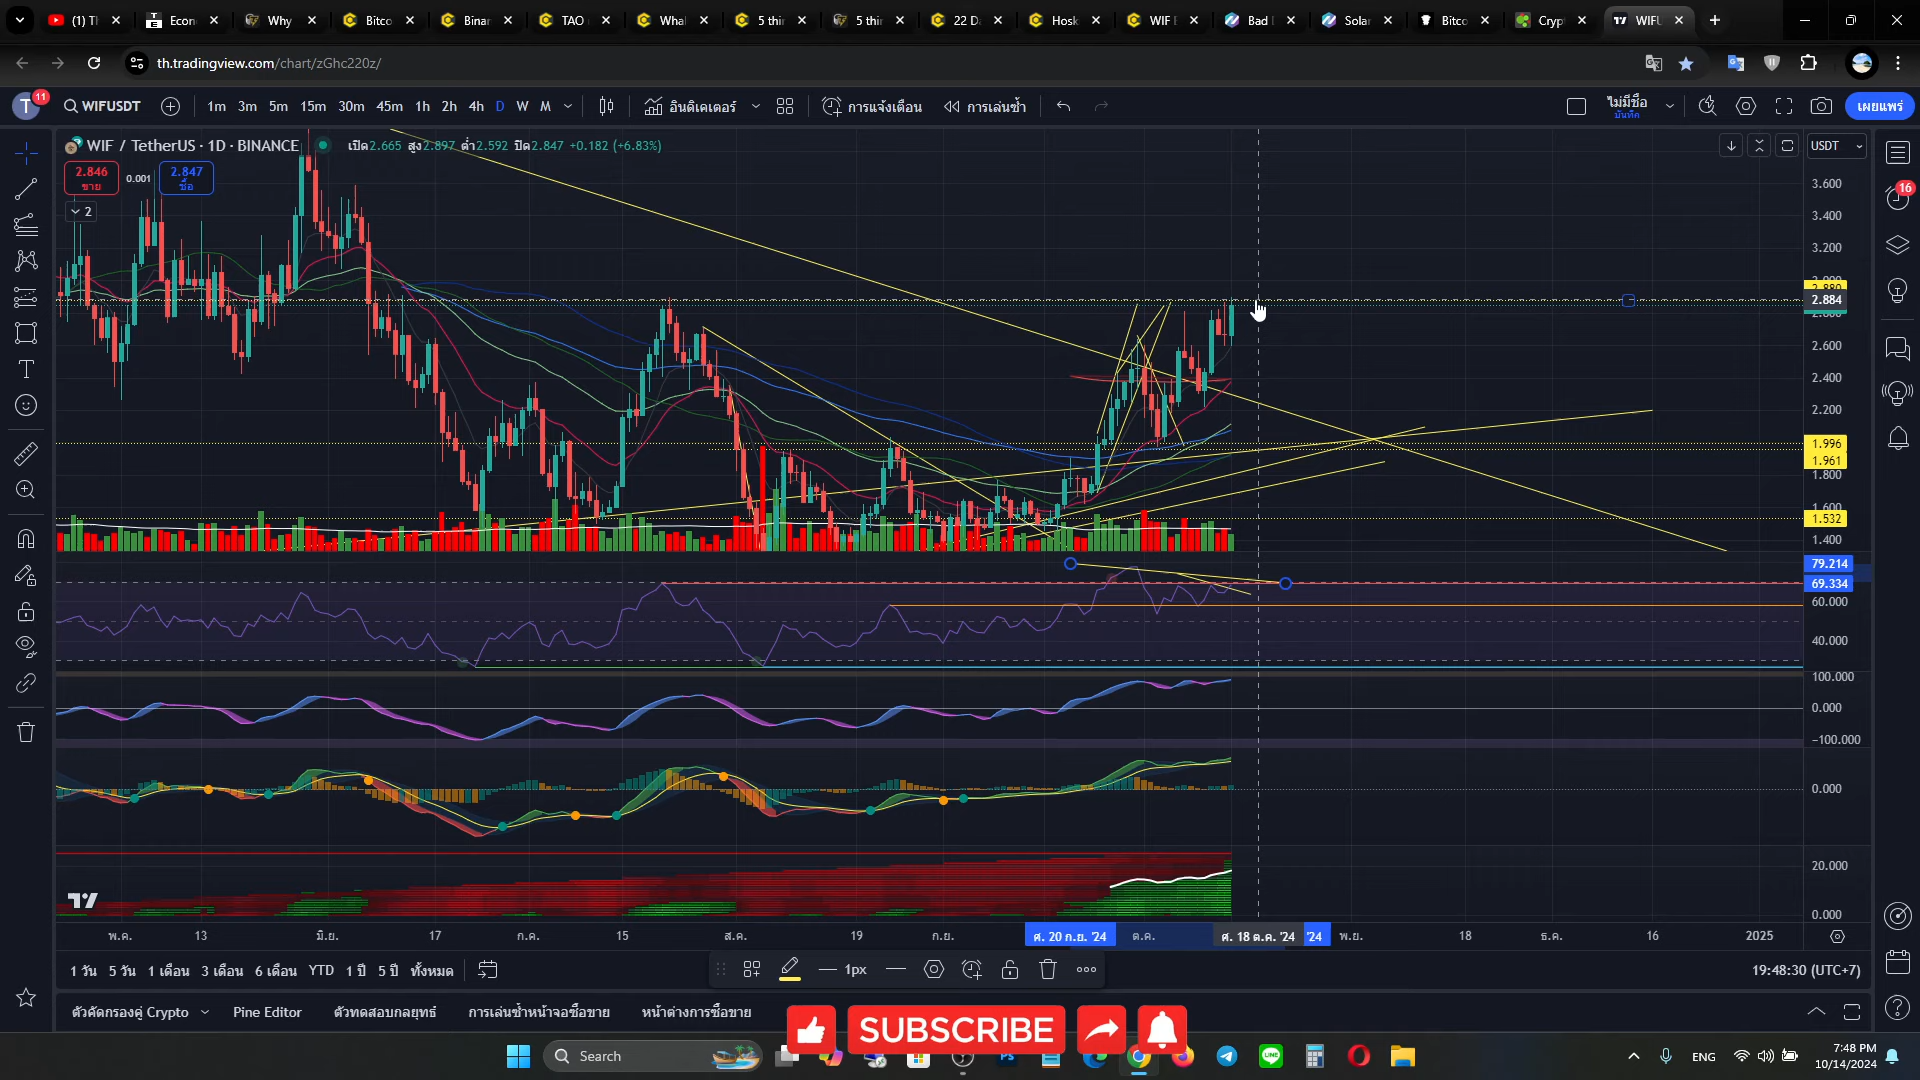 (1) T
Econ
Why
Bitco
Binar
TAO
Whal
5 thir
5 thir
22 D
Hosk
WIF E
Bad I
Solar
Bitco
Cryp
WIFU
th.tradingview.com/chart/zGhc220z/
T 11 WIFUSDT 1m 3m 5m 15m 30m 45m 1h 2h 4h D W M อินดิเคเตอร์ การแจ้งเตือน การเล่นซ้ำ ไม่มีชื่อ เผยแพร่
บันทึก
WIF / TetherUS · 1D · BINANCE เปิด2.665 สูง2.897 ต่ำ2.592 ปิด2.847 +0.182 (+6.83%) USDT
2.846 0.001 2.847
ขาย ซื้อ
2
16
3.600
3.400
3.200
2.884
2.600
2.400
2.200
1.996
1.961
1.800
1.532
1.400
79.214
69.334
60.000
40.000
100.000
0.000
−100.000
0.000
20.000
0.000
พ.ค. 13 มิ.ย. 17 ก.ค. 15 ส.ค. 19 ก.ย. ศ. 20 ก.ย. '24 ต.ค. ศ. 18 ต.ค. '24 '24 พ.ย. 18 ธ.ค. 16 2025
1 วัน 5 วัน 1 เดือน 3 เดือน 6 เดือน YTD 1 ปี 5 ปี ทั้งหมด 1px 19:48:30 (UTC+7)
ตัวคัดกรองคู่ Crypto Pine Editor ตัวทดสอบกลยุทธ์ การเล่นซ้ำหน้าจอซื้อขาย หน้าต่างการซื้อขาย
SUBSCRIBE
Search ENG 7:48 PM
10/14/2024